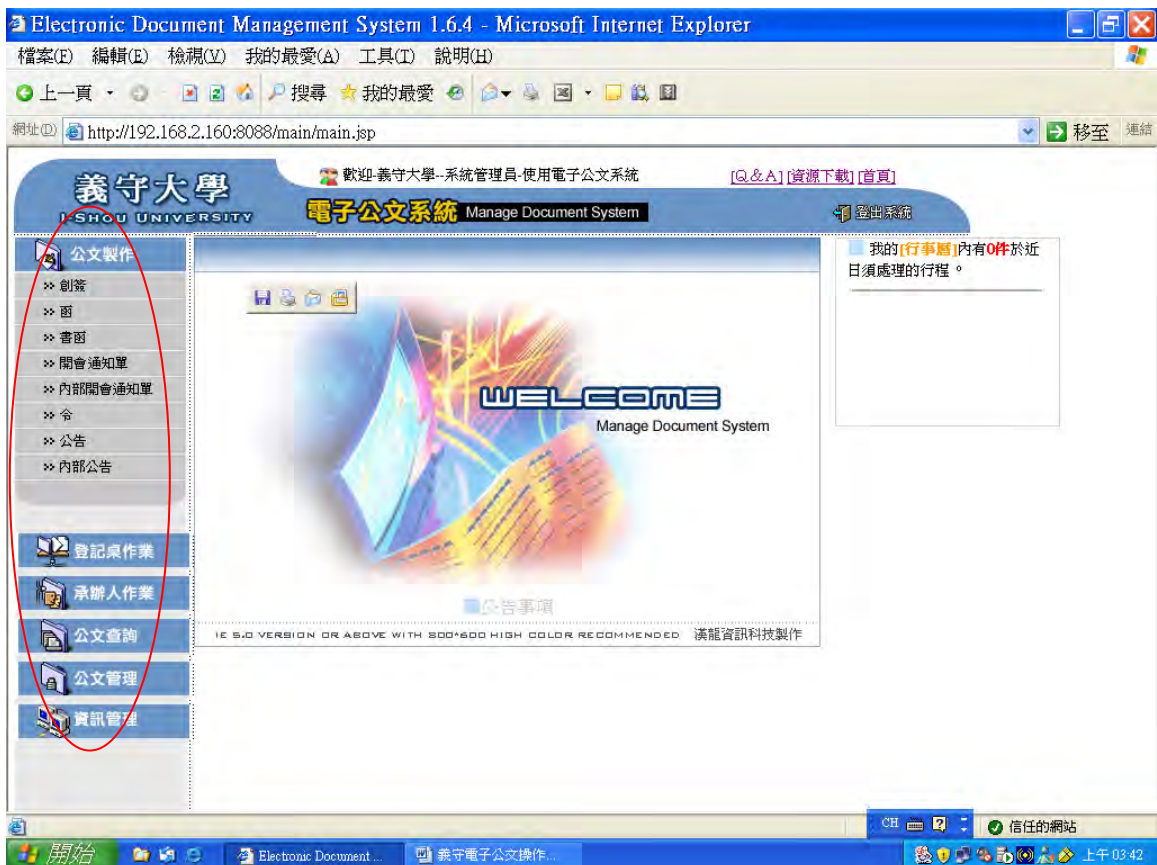 Electronic Document Management System 1.6.4 - Microsoft Internet Explorer
檔案(F) 編輯(E) 檢視(V) 我的最愛(A) 工具(T) 說明(H)
上一頁 搜尋 我的最愛
網址(D) http://192.168.2.160:8088/main/main.jsp 移至 連結
義守大學
I-SHOU UNIVERSITY
歡迎-義守大學--系統管理員-使用電子公文系統 [Q&A] [資源下載] [首頁]
電子公文系統 Manage Document System 登出系統
公文製作
>> 創簽
>> 函
>> 書函
>> 開會通知單
>> 內部開會通知單
>> 令
>> 公告
>> 內部公告
登記桌作業
承辦人作業
公文查詢
公文管理
資訊管理
WELCOME
Manage Document System
公告事項
IE 5.0 VERSION OR ABOVE WITH 800*600 HIGH COLOR RECOMMENDED 漢龍資訊科技製作
我的[行事曆]內有0件於近
日須處理的行程。
CH
信任的網站
開始 Electronic Document ... 義守電子公文操作... 上午 03:42